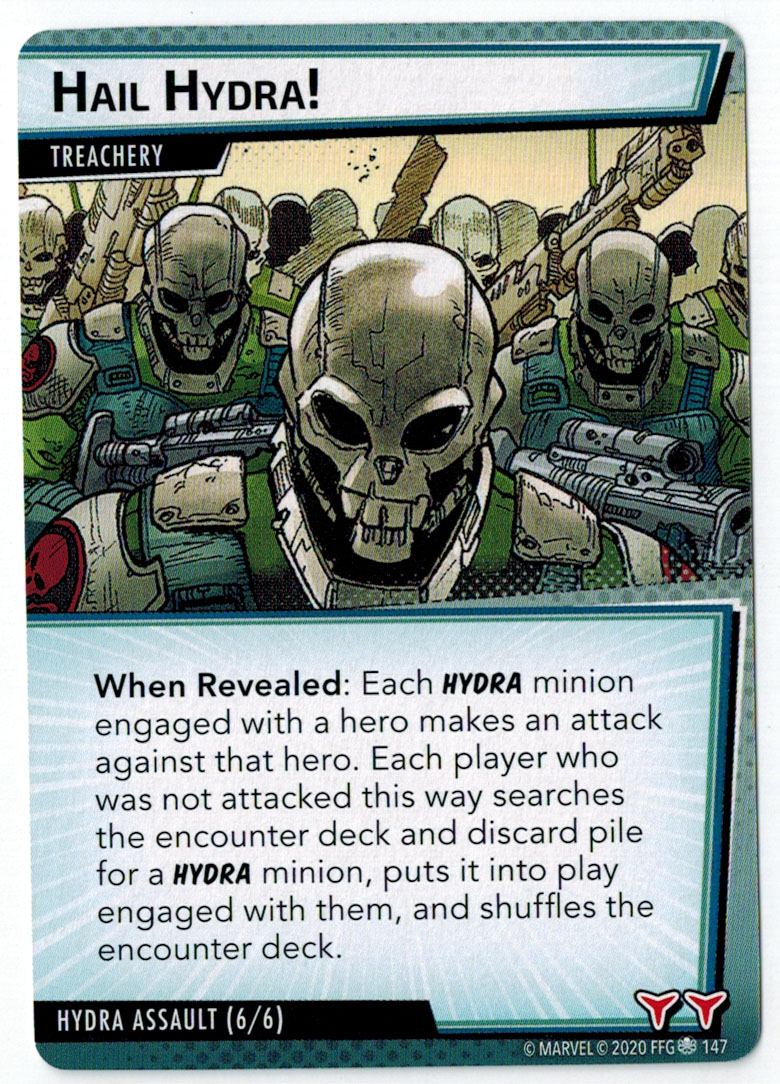 Hail Hydra!
TREACHERY
When Revealed: Each HYDRA minion
engaged with a hero makes an attack
against that hero. Each player who
was not attacked this way searches
the encounter deck and discard pile
for a HYDRA minion, puts it into play
engaged with them, and shuffles the
encounter deck.
HYDRA ASSAULT (6/6)
© MARVEL © 2020 FFG 147